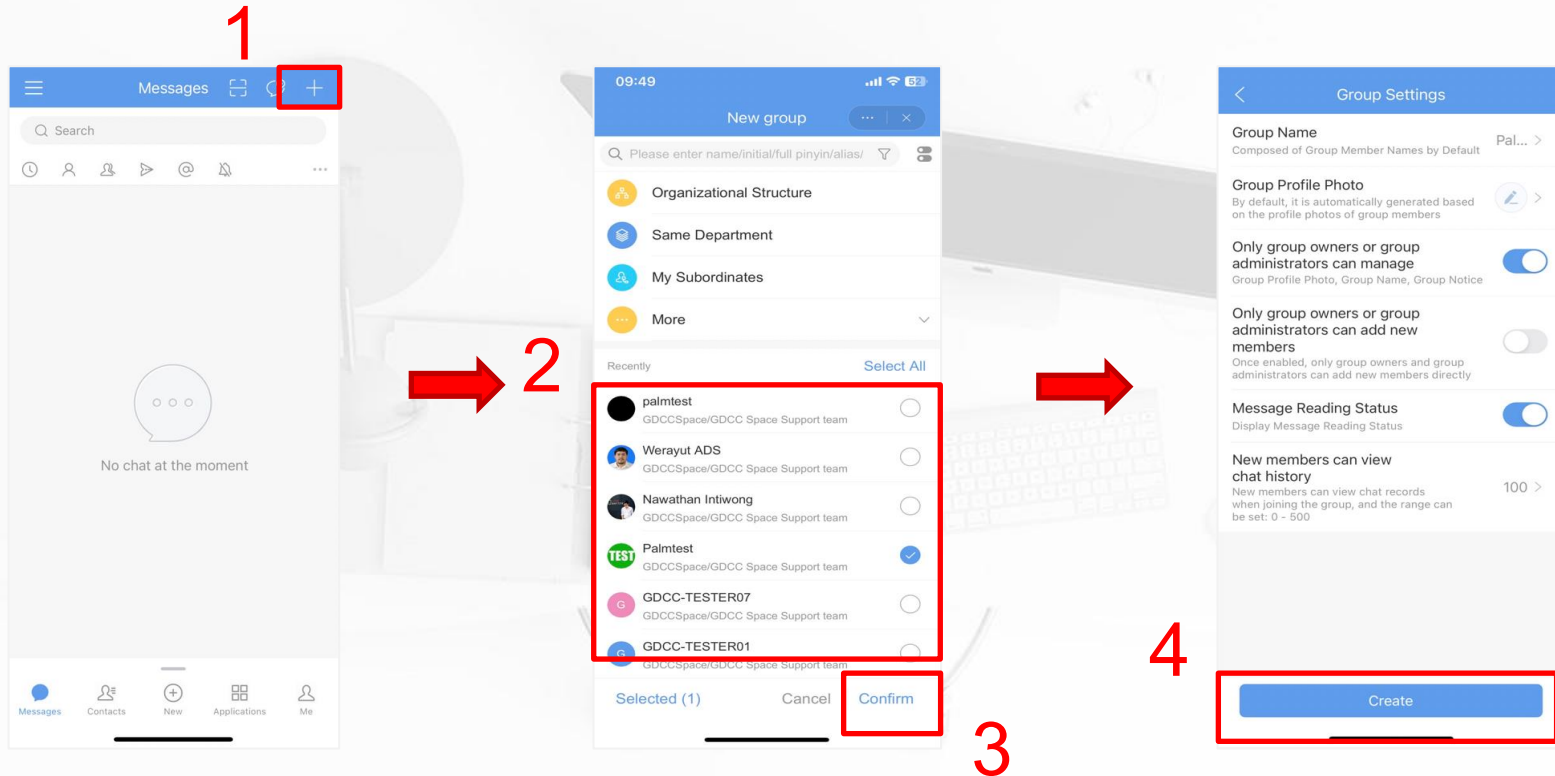 1
Messages
Search
No chat at the moment
Messages
Contacts
New
Applications
Me
2
09:49
52
New group
Please enter name/initial/full pinyin/alias/
Organizational Structure
Same Department
My Subordinates
More
Recently
Select All
palmtest
GDCCSpace/GDCC Space Support team
Werayut ADS
GDCCSpace/GDCC Space Support team
Nawathan Intiwong
GDCCSpace/GDCC Space Support team
TEST
Palmtest
GDCCSpace/GDCC Space Support team
G
GDCC-TESTER07
GDCCSpace/GDCC Space Support team
G
GDCC-TESTER01
GDCCSpace/GDCC Space Support team
Selected (1)
Cancel
Confirm
3
Group Settings
Group Name
Composed of Group Member Names by Default
Pal...
Group Profile Photo
By default, it is automatically generated based
on the profile photos of group members
Only group owners or group
administrators can manage
Group Profile Photo, Group Name, Group Notice
Only group owners or group
administrators can add new
members
Once enabled, only group owners and group
administrators can add new members directly
Message Reading Status
Display Message Reading Status
New members can view
chat history
New members can view chat records
when joining the group, and the range can
be set: 0 - 500
100
4
Create